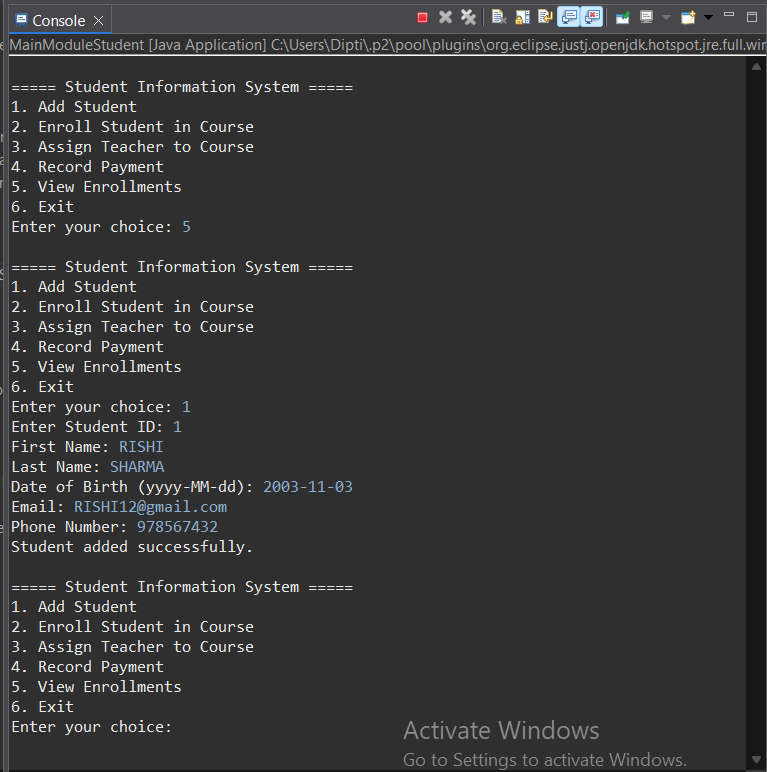 Console
MainModuleStudent [Java Application] C:\Users\Dipti\.p2\pool\plugins\org.eclipse.justj.openjdk.hotspot.jre.full.wi
===== Student Information System =====
1. Add Student
2. Enroll Student in Course
3. Assign Teacher to Course
4. Record Payment
5. View Enrollments
6. Exit
Enter your choice: 5
===== Student Information System =====
1. Add Student
2. Enroll Student in Course
3. Assign Teacher to Course
4. Record Payment
5. View Enrollments
6. Exit
Enter your choice: 1
Enter Student ID: 1
First Name: RISHI
Last Name: SHARMA
Date of Birth (yyyy-MM-dd): 2003-11-03
Email: RISHI12@gmail.com
Phone Number: 978567432
Student added successfully.
===== Student Information System =====
1. Add Student
2. Enroll Student in Course
3. Assign Teacher to Course
4. Record Payment
5. View Enrollments
6. Exit
Enter your choice:
Activate Windows
Go to Settings to activate Windows.